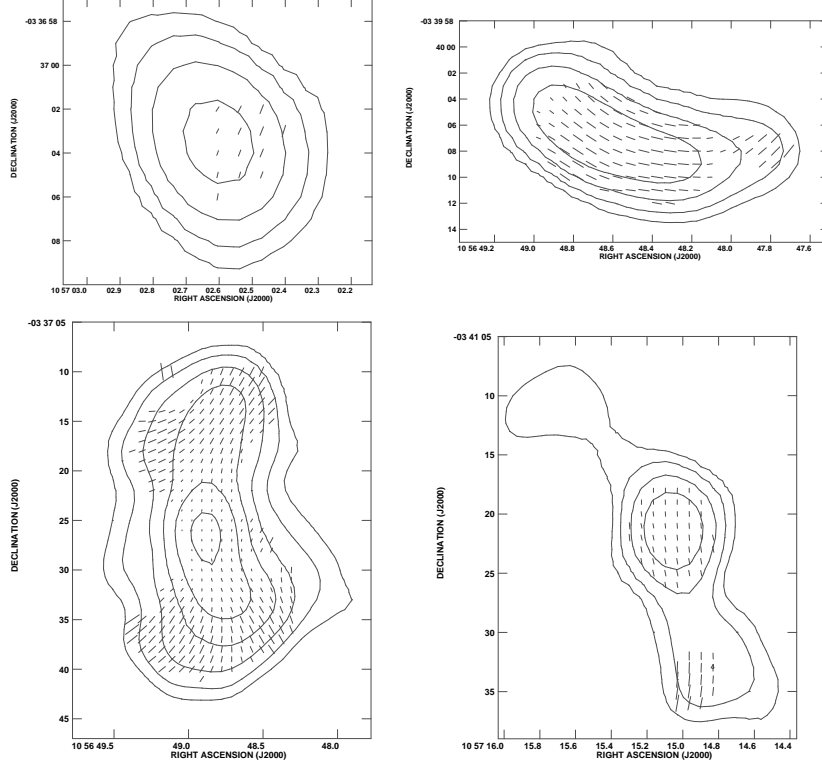 -03 36 58
37 00
02
04
06
08
DECLINATION (J2000)
10 57 03.0 02.9 02.8 02.7 02.6 02.5 02.4 02.3 02.2
RIGHT ASCENSION (J2000)
-03 39 58
40 00
02
04
06
08
10
12
14
DECLINATION (J2000)
10 56 49.2 49.0 48.8 48.6 48.4 48.2 48.0 47.8 47.6
RIGHT ASCENSION (J2000)
-03 37 05
10
15
20
25
30
35
40
45
DECLINATION (J2000)
10 56 49.5 49.0 48.5 48.0
RIGHT ASCENSION (J2000)
-03 41 05
10
15
20
25
30
35
DECLINATION (J2000)
10 57 16.0 15.8 15.6 15.4 15.2 15.0 14.8 14.6 14.4
RIGHT ASCENSION (J2000)